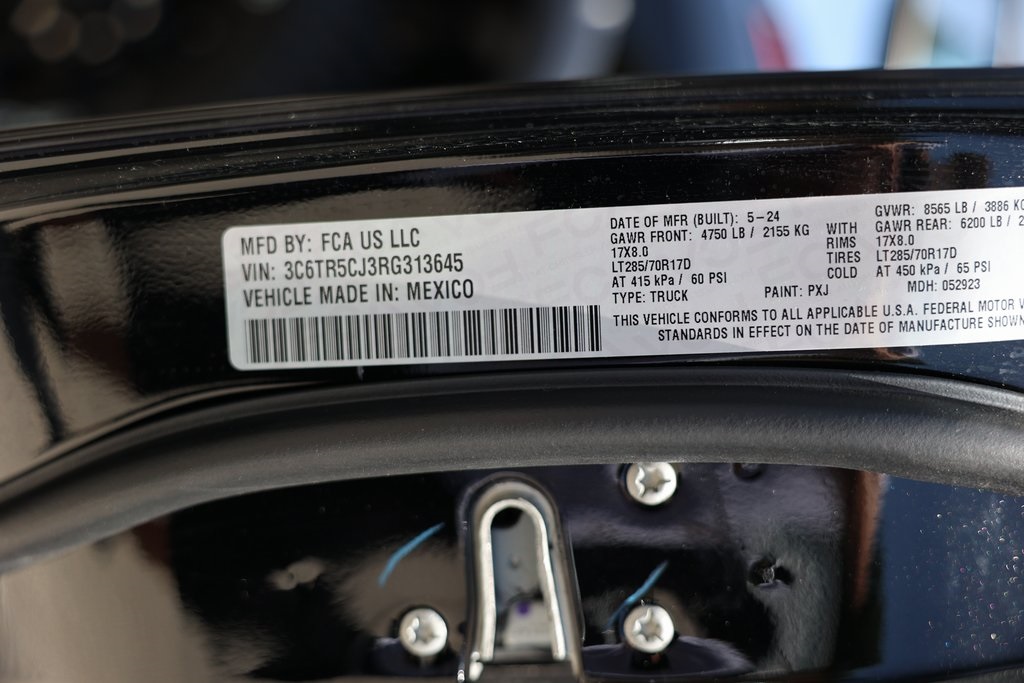 MFD BY: FCA US LLC
VIN: 3C6TR5CJ3RG313645
VEHICLE MADE IN: MEXICO
DATE OF MFR (BUILT): 5-24
GAWR FRONT: 4750 LB / 2155 KG
17X8.0
LT285/70R17D
AT 415 kPa / 60 PSI
TYPE: TRUCK
PAINT: PXJ
WITH
RIMS
TIRES
COLD
GVWR: 8565 LB / 3886 KG
GAWR REAR: 6200 LB / 2
17X8.0
LT285/70R17D
AT 450 kPa / 65 PSI
MDH: 052923
THIS VEHICLE CONFORMS TO ALL APPLICABLE U.S.A. FEDERAL MOTOR V
STANDARDS IN EFFECT ON THE DATE OF MANUFACTURE SHOWN